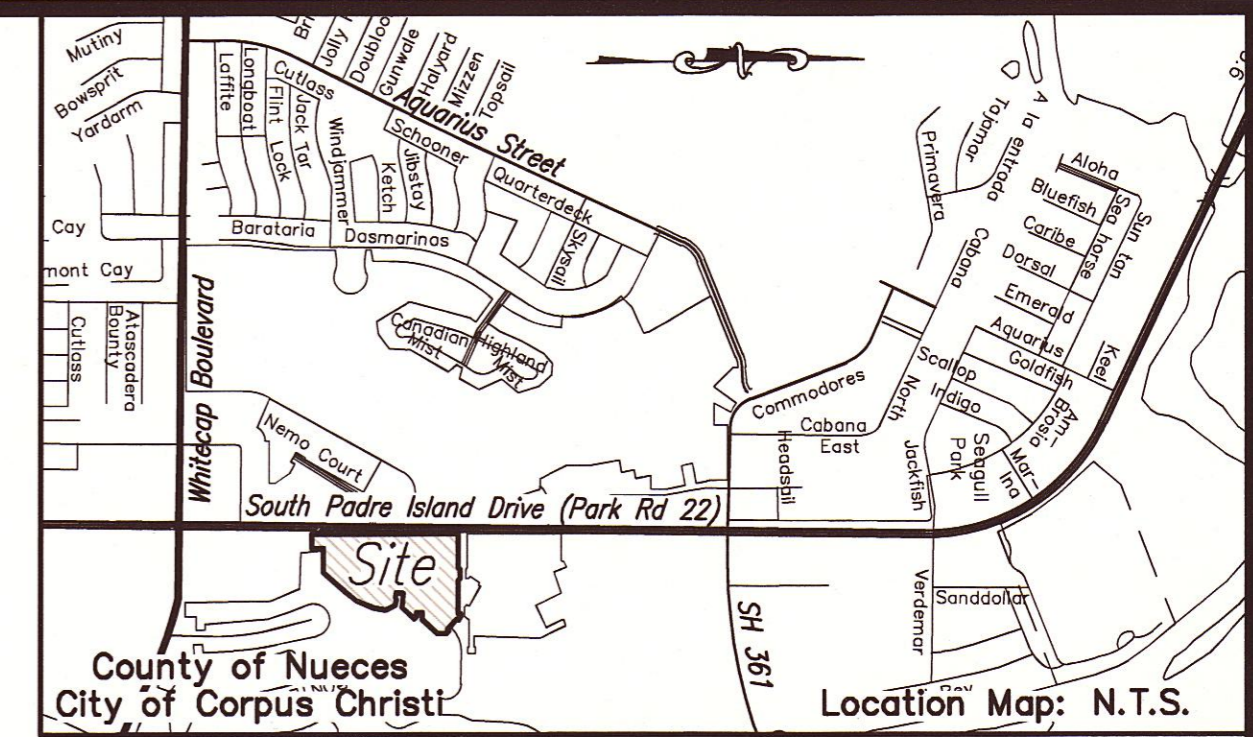 Mutiny
Bowsprit
Yardarm
Cay
mont Cay
Cutlass
Atascadera
Bounty
Whitecap Boulevard
Laffite
Longboat
Flint Lock
Cutlass
Jack Tar
Windjammer
Jolly
Gunwale
Halyard
Mizzen
Topsail
Aquarius Street
Schooner
Ketch
Jibstay
Quarterdeck
Skysail
Barataria
Dasmarinas
Canadian
Mist
Highland
Mist
Nemo Court
South Padre Island Drive (Park Rd 22)
Site
SH 361
Commodores
Cabana
East
Headsail
Primavera
Tajamar
A la entrada
Cabana
North
Aloha
Bluefish
Caribe
Dorsal
Emerald
Aquarius
Goldfish
Sea horse
Sun tan
Keel
Scallop
Indigo
Jackfish
Seagull
Park
Am-
Brosia
Mar-
Ina
Verdemar
Sanddollar
County of Nueces
City of Corpus Christi
Location Map: N.T.S.